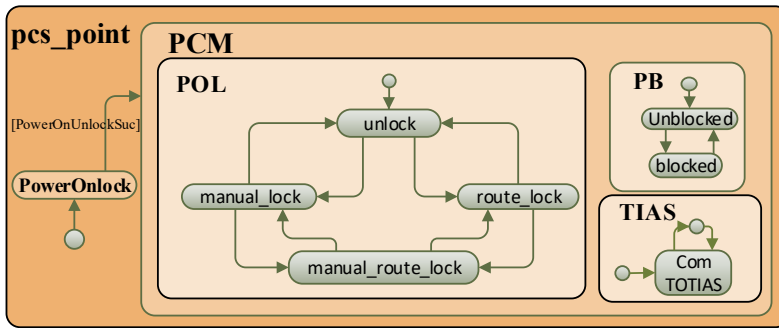 pcs_point
PCM
POL
unlock
manual_lock
route_lock
manual_route_lock
[PowerOnUnlockSuc]
PowerOnlock
PB
Unblocked
blocked
TIAS
Com
TOTIAS